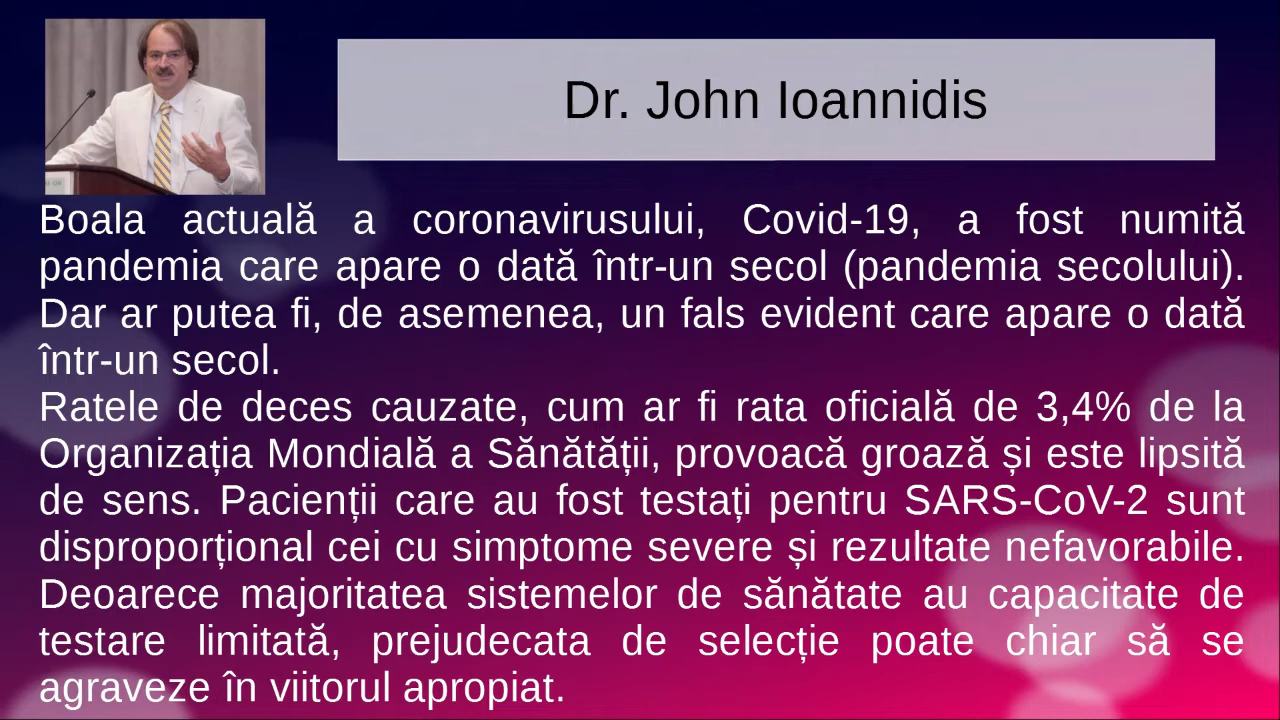 Dr. John Ioannidis
Boala actuală a coronavirusului, Covid-19, a fost numită
pandemia care apare o dată într-un secol (pandemia secolului).
Dar ar putea fi, de asemenea, un fals evident care apare o dată
într-un secol.
Ratele de deces cauzate, cum ar fi rata oficială de 3,4% de la
Organizația Mondială a Sănătății, provoacă groază și este lipsită
de sens. Pacienții care au fost testați pentru SARS-CoV-2 sunt
disproporțional cei cu simptome severe și rezultate nefavorabile.
Deoarece majoritatea sistemelor de sănătate au capacitate de
testare limitată, prejudecata de selecție poate chiar să se
agraveze în viitorul apropiat.